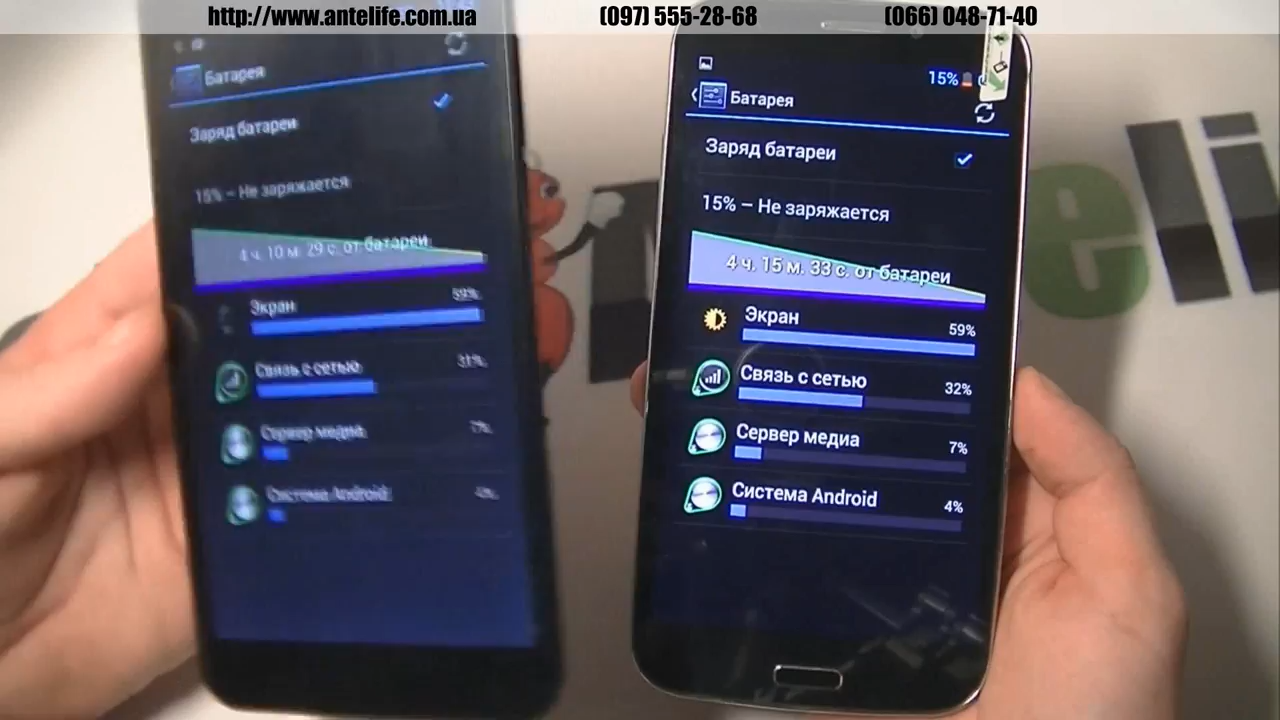 http://www.antelife.com.ua (097) 555-28-68 (066) 048-71-40
Батарея
Заряд батареи
15% – Не заряжается
4 ч. 10 м. 29 с. от батареи
Экран 59%
Связь с сетью 31%
Сервер медиа 7%
Система Android 4%
15%
Батарея
Заряд батареи
15% – Не заряжается
4 ч. 15 м. 33 с. от батареи
Экран 59%
Связь с сетью 32%
Сервер медиа 7%
Система Android 4%
eli